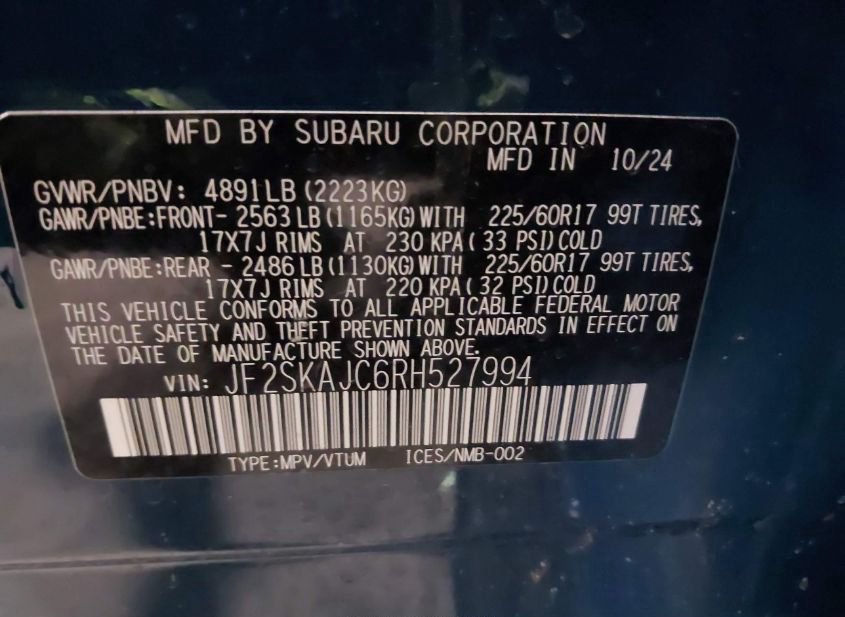 MFD BY SUBARU CORPORATION
MFD IN 10/24
GVWR/PNBV: 4891LB (2223KG)
GAWR/PNBE:FRONT- 2563 LB (1165KG) WITH 225/60R17 99T TIRES,
17X7J RIMS AT 230 KPA ( 33 PSI) COLD
GAWR/PNBE:REAR - 2486 LB (1130KG) WITH 225/60R17 99T TIRES,
17X7J RIMS AT 220 KPA ( 32 PSI) COLD
THIS VEHICLE CONFORMS TO ALL APPLICABLE FEDERAL MOTOR
VEHICLE SAFETY AND THEFT PREVENTION STANDARDS IN EFFECT ON
THE DATE OF MANUFACTURE SHOWN ABOVE.
VIN: JF2SKAJC6RH527994
TYPE:MPV/VTUM ICES/NMB-002